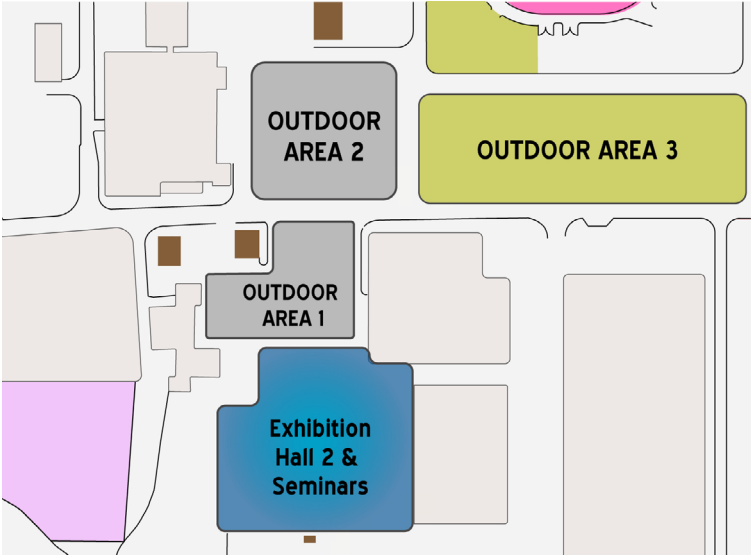 OUTDOOR
AREA 2
OUTDOOR AREA 3
OUTDOOR
AREA 1
Exhibition
Hall 2 &
Seminars